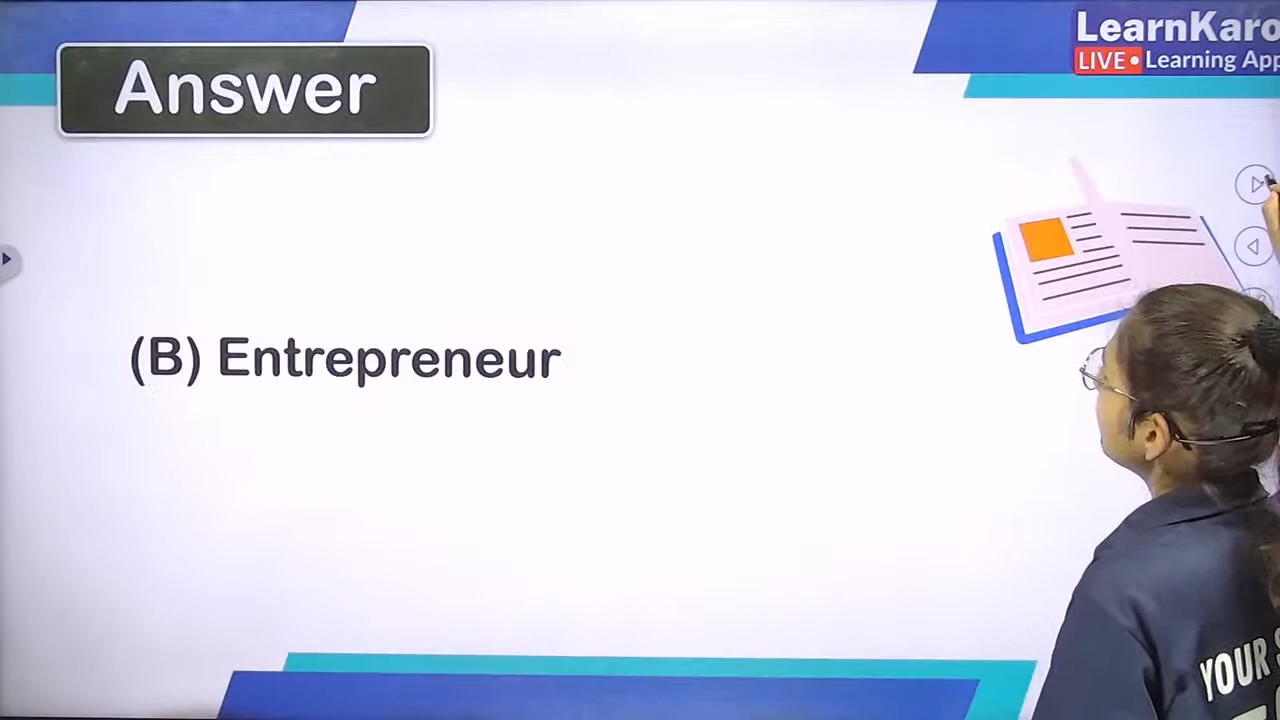 Answer
LearnKaro
LIVE • Learning App
(B) Entrepreneur
YOUR